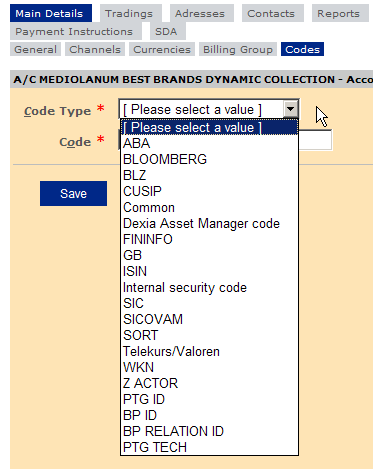 Main Details Tradings Adresses Contacts Reports
Payment Instructions SDA
General Channels Currencies Billing Group Codes
A/C MEDIOLANUM BEST BRANDS DYNAMIC COLLECTION - Acco
Code Type * [ Please select a value ]
[ Please select a value ]
Code *
ABA
BLOOMBERG
BLZ
CUSIP
Save
Common
Dexia Asset Manager code
FININFO
GB
ISIN
Internal security code
SIC
SICOVAM
SORT
Telekurs/Valoren
WKN
Z ACTOR
PTG ID
BP ID
BP RELATION ID
PTG TECH